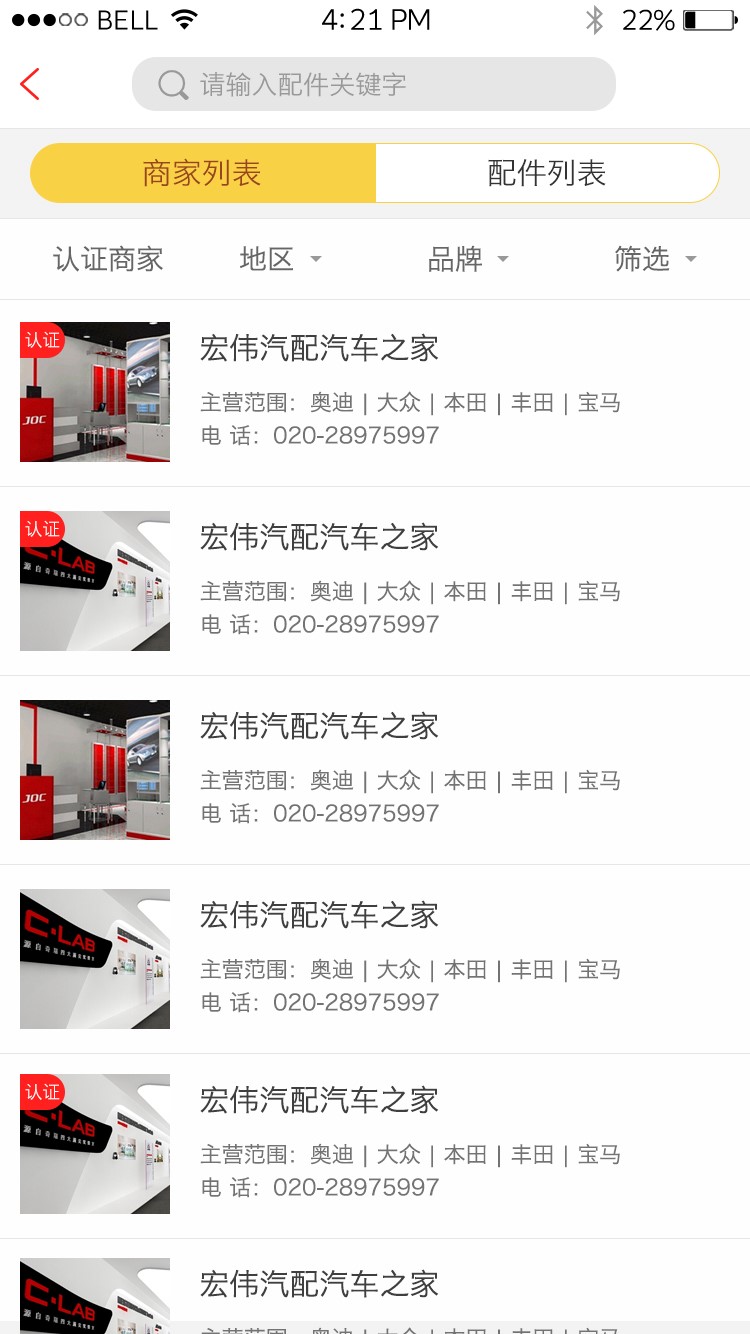 BELL 4:21 PM 22%
请输入配件关键字
商家列表 配件列表
认证商家 地区 品牌 筛选
认证
JOC
宏伟汽配汽车之家
主营范围：奥迪 | 大众 | 本田 | 丰田 | 宝马
电 话：020-28975997
认证
C·LAB
宏伟汽配汽车之家
主营范围：奥迪 | 大众 | 本田 | 丰田 | 宝马
电 话：020-28975997
JOC
宏伟汽配汽车之家
主营范围：奥迪 | 大众 | 本田 | 丰田 | 宝马
电 话：020-28975997
C·LAB
宏伟汽配汽车之家
主营范围：奥迪 | 大众 | 本田 | 丰田 | 宝马
电 话：020-28975997
认证
C·LAB
宏伟汽配汽车之家
主营范围：奥迪 | 大众 | 本田 | 丰田 | 宝马
电 话：020-28975997
C·LAB
宏伟汽配汽车之家